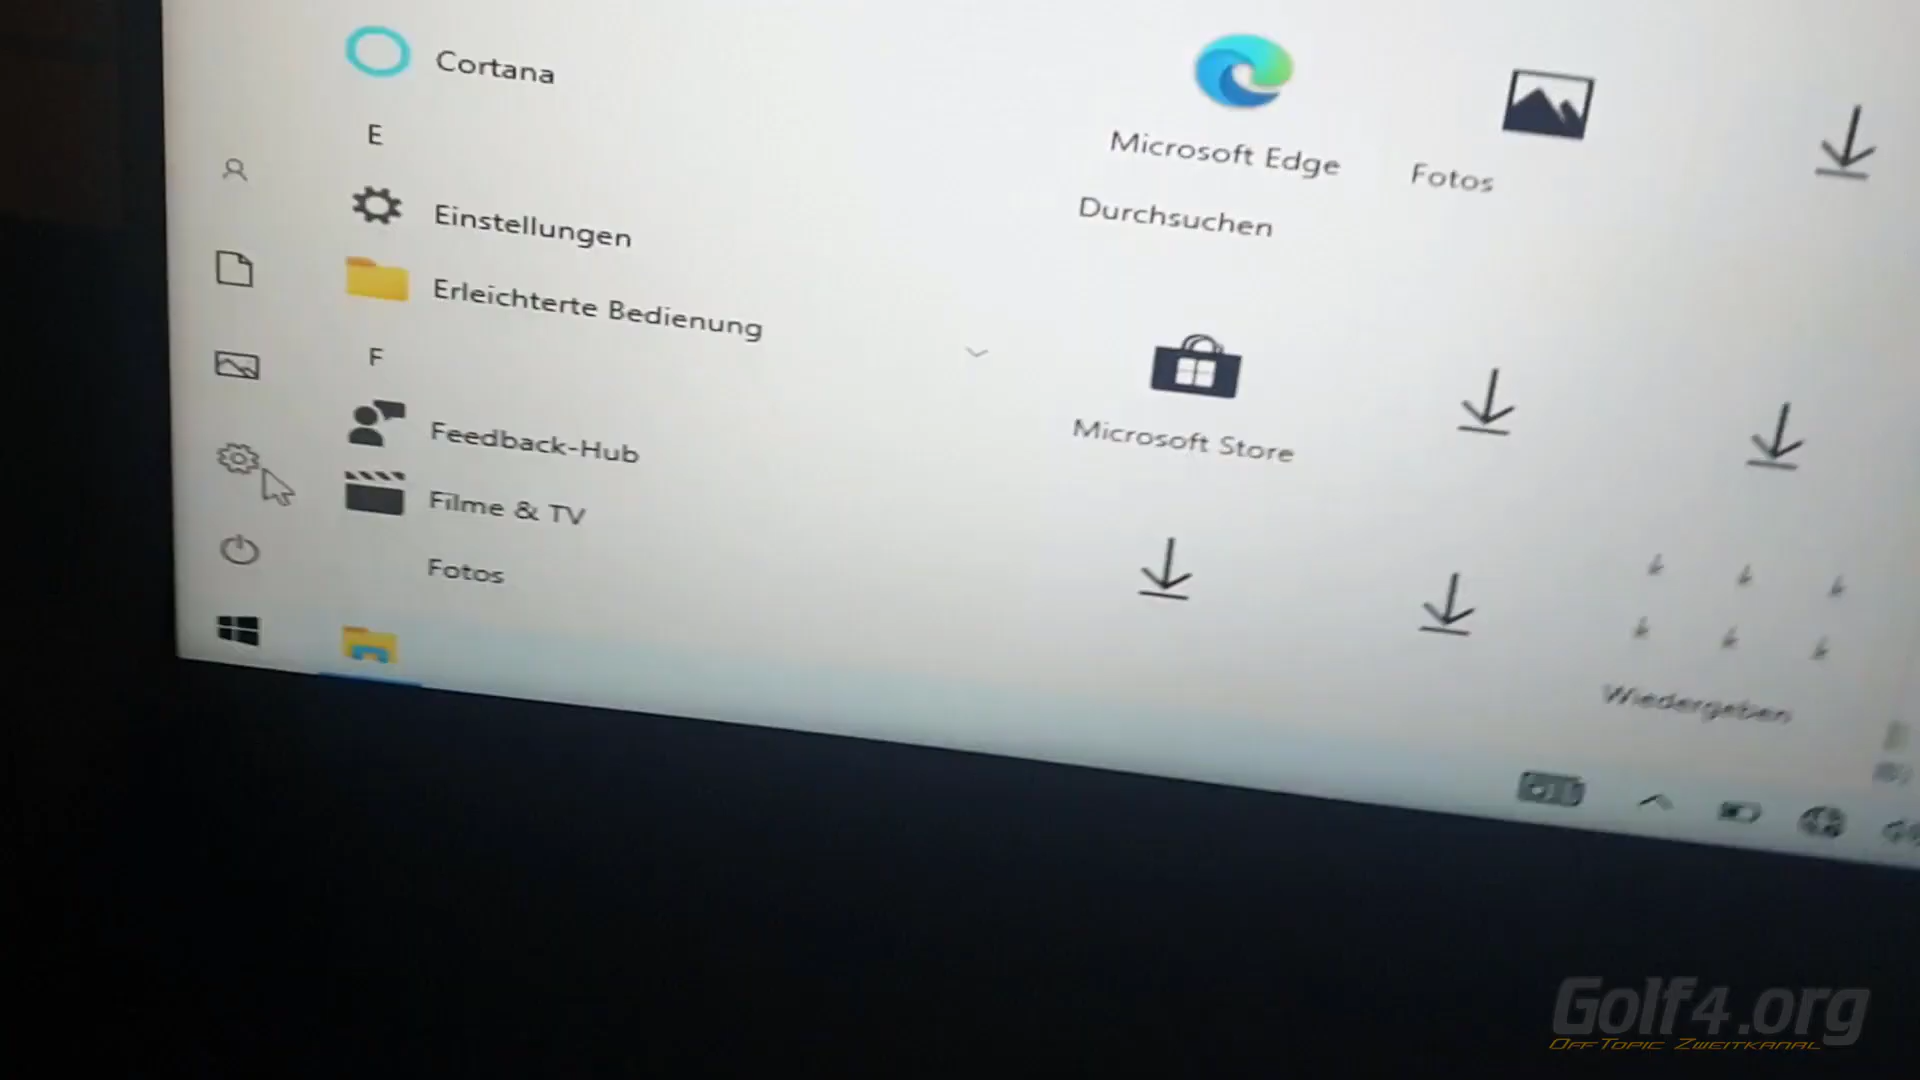 Cortana
E
Einstellungen
Erleichterte Bedienung
F
Feedback-Hub
Filme & TV
Fotos
Microsoft Edge
Fotos
Durchsuchen
Microsoft Store
Wiedergeben
Golf4.org
OffTopic Zweitkanal